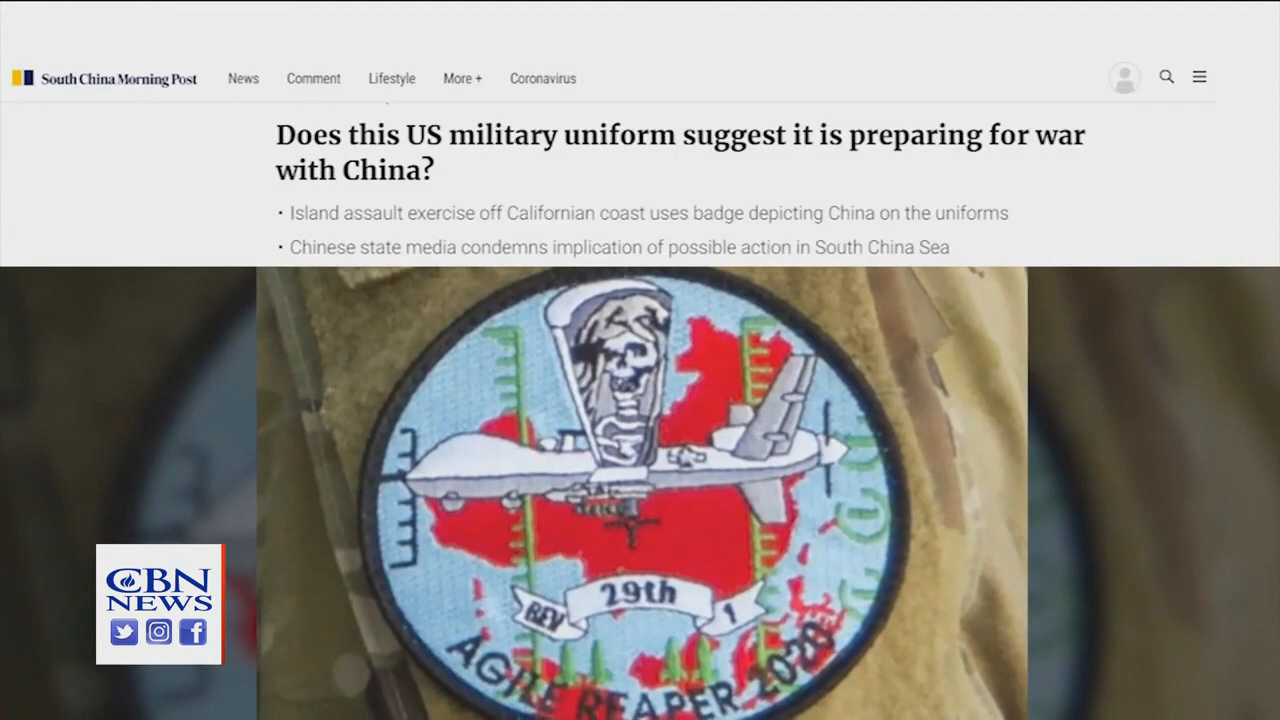 South China Morning Post News Comment Lifestyle More + Coronavirus
Does this US military uniform suggest it is preparing for war
with China?
• Island assault exercise off Californian coast uses badge depicting China on the uniforms
• Chinese state media condemns implication of possible action in South China Sea
REV 29th 1
AGILE REAPER 2020
CBN
NEWS